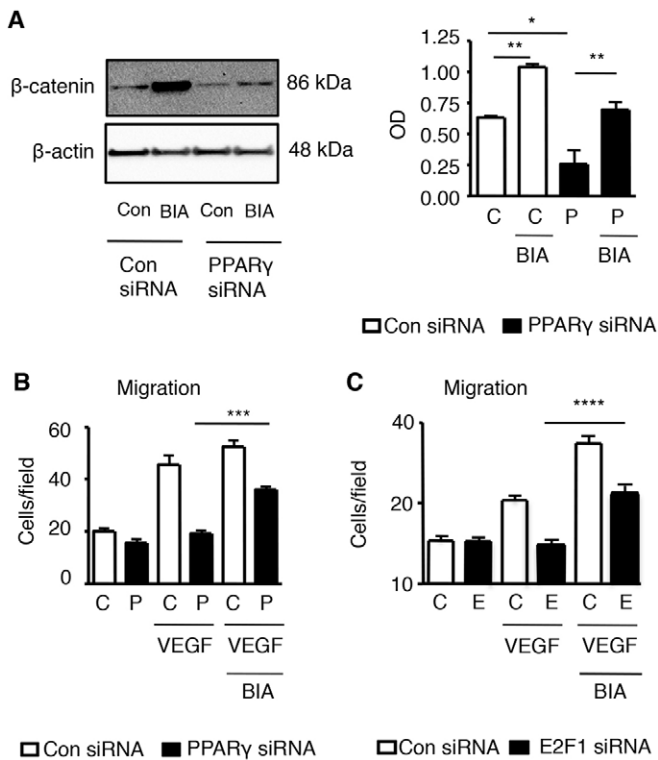 A
β-catenin
86 kDa
β-actin
48 kDa
Con BIA Con BIA
Con
siRNA
PPARγ
siRNA
*
** **
OD
1.25
1.00
0.75
0.50
0.25
0.00
C C P P
BIA BIA
Con siRNA PPARγ siRNA
B
Migration
***
Cells/field
60
40
20
0
C P C P C P
VEGF VEGF
BIA
Con siRNA PPARγ siRNA
C
Migration
****
Cells/field
40
20
10
C E C E C E
VEGF VEGF
BIA
Con siRNA E2F1 siRNA